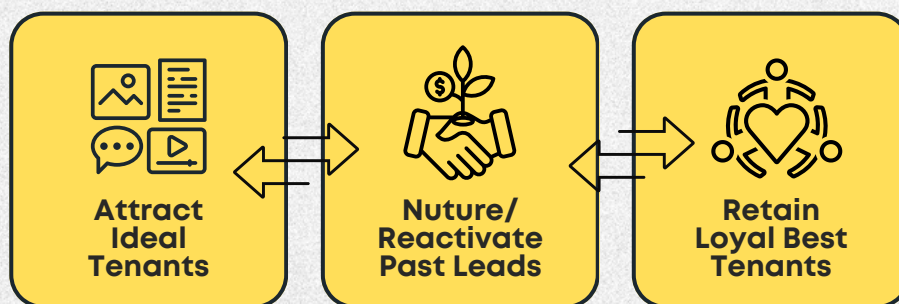 Attract
Ideal
Tenants
Nuture/
Reactivate
Past Leads
Retain
Loyal Best
Tenants